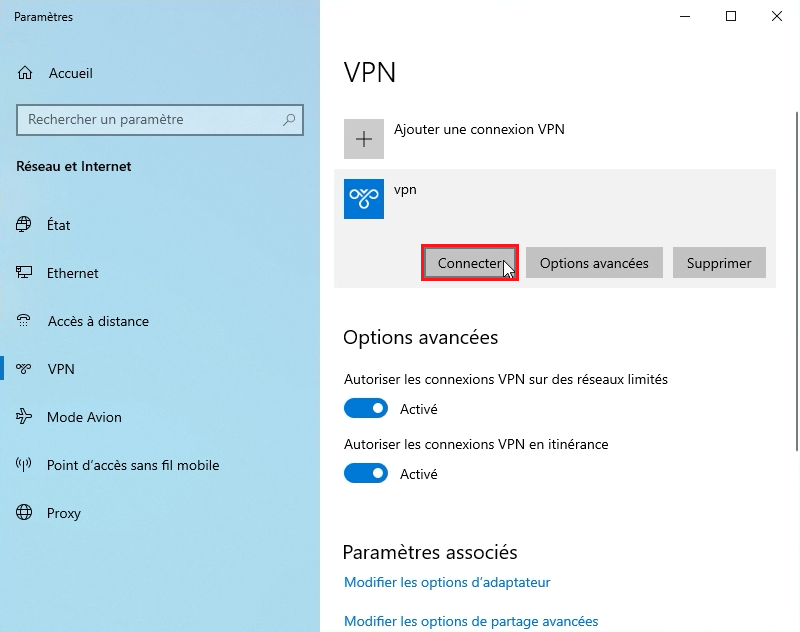 Paramètres
Accueil
Rechercher un paramètre
Réseau et Internet
État
Ethernet
Accès à distance
VPN
Mode Avion
Point d’accès sans fil mobile
Proxy
VPN
Ajouter une connexion VPN
vpn
Connecter
Options avancées
Supprimer
Options avancées
Autoriser les connexions VPN sur des réseaux limités
Activé
Autoriser les connexions VPN en itinérance
Activé
Paramètres associés
Modifier les options d’adaptateur
Modifier les options de partage avancées